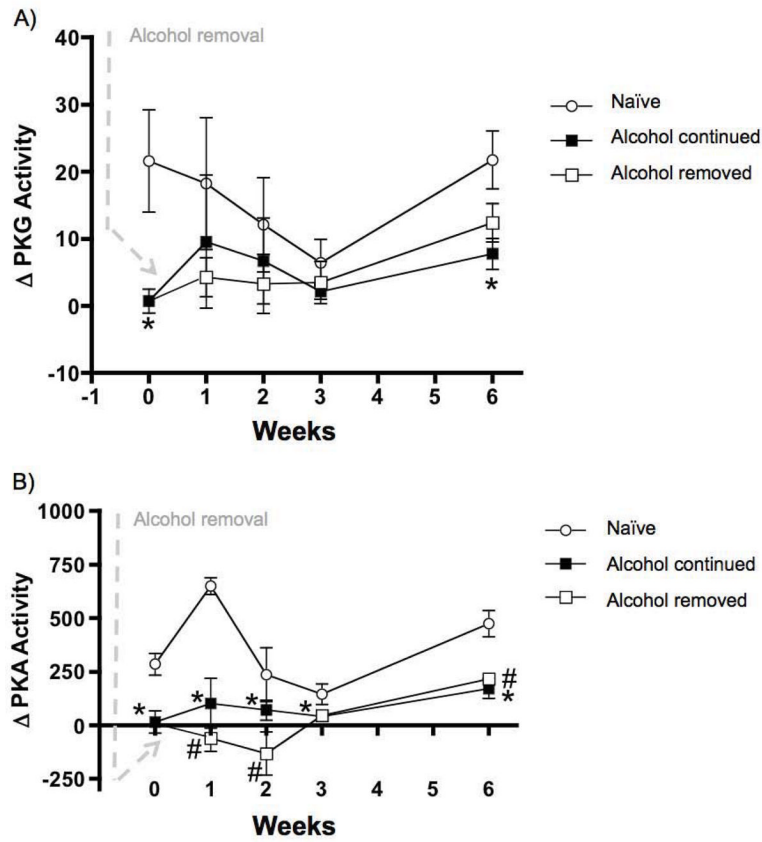 A)
Alcohol removal
40
30
20
10
0
-10
Δ PKG Activity
-1 0 1 2 3 4 5 6
Weeks
Naïve
Alcohol continued
Alcohol removed
*
*
B)
Alcohol removal
1000
750
500
250
0
-250
Δ PKA Activity
* * * * # *
# #
0 1 2 3 4 5 6
Weeks
Naïve
Alcohol continued
Alcohol removed